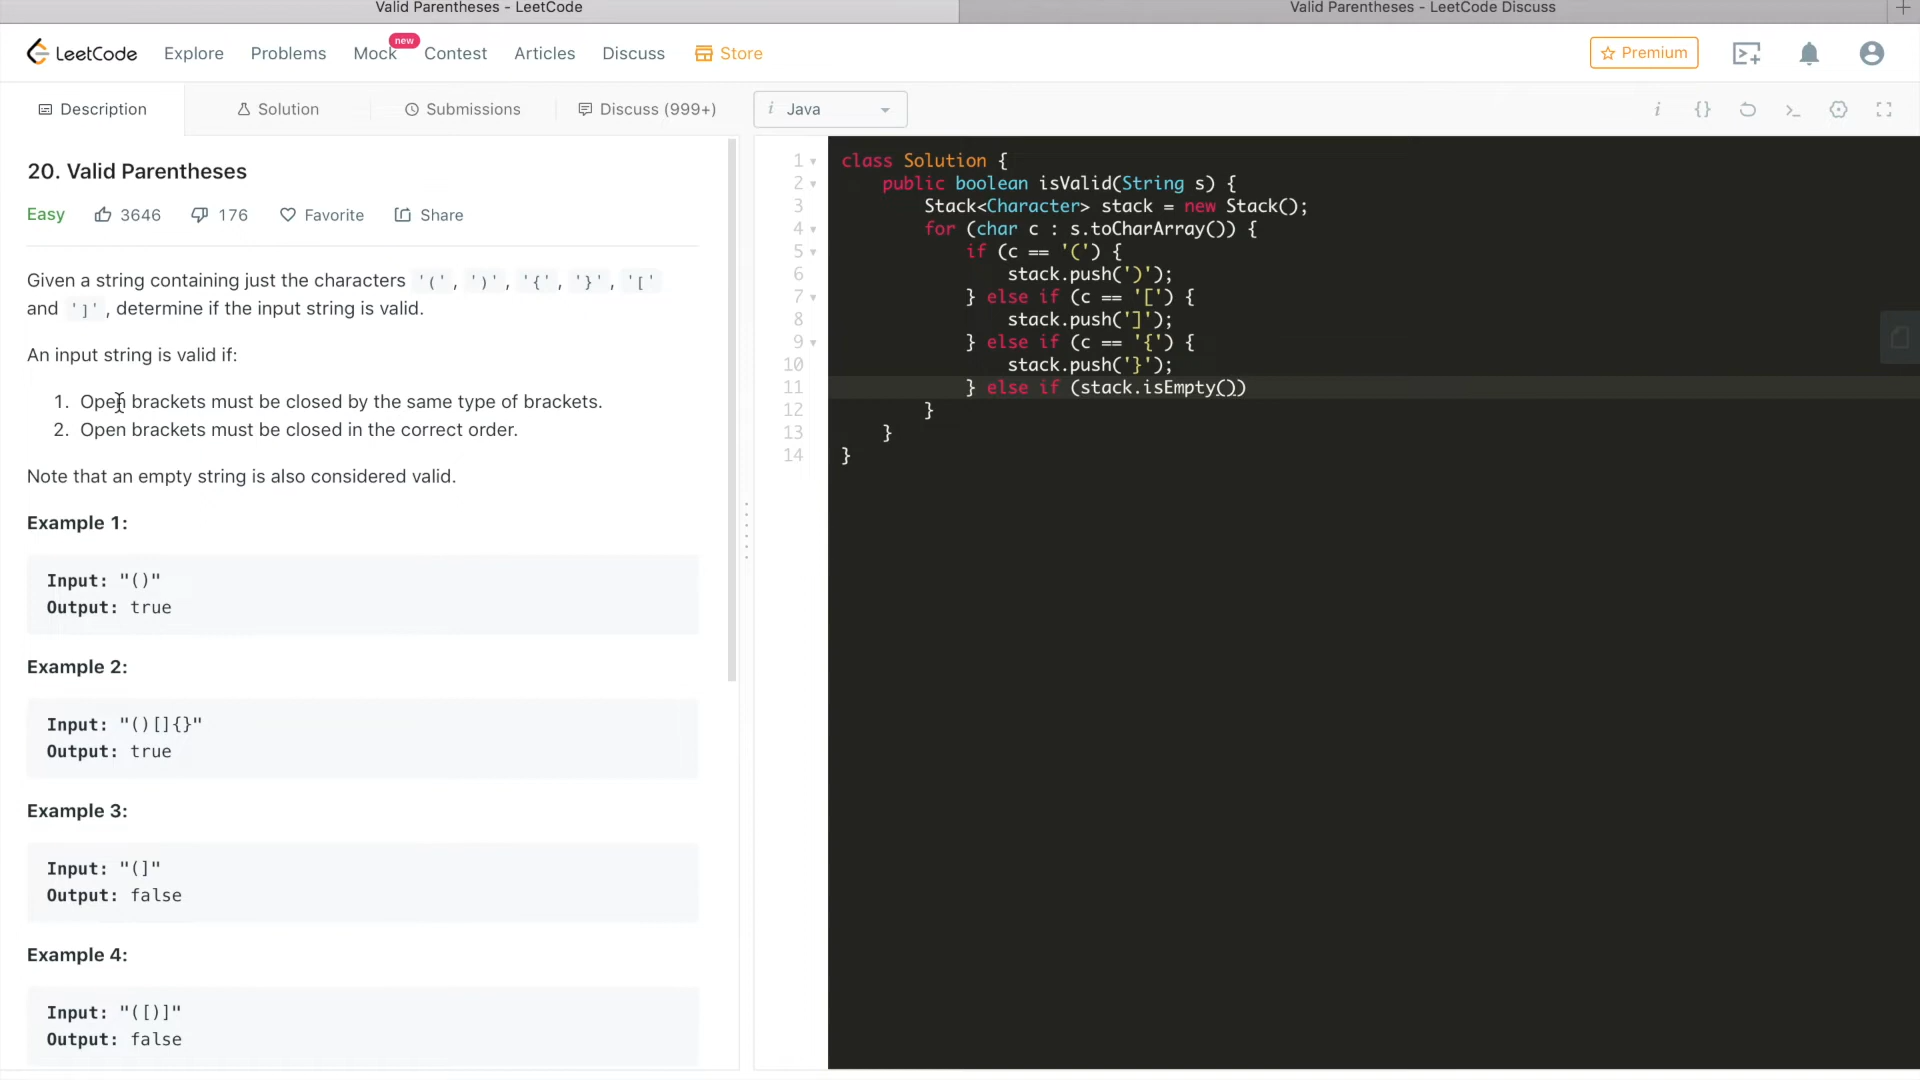 Valid Parentheses - LeetCode
Valid Parentheses - LeetCode Discuss
LeetCode
Explore
Problems
Mock
new
Contest
Articles
Discuss
Store
Premium
Description
Solution
Submissions
Discuss (999+)
i Java
20. Valid Parentheses
Easy
3646
176
Favorite
Share
Given a string containing just the characters '(', ')', '{', '}', '['
and ']', determine if the input string is valid.
An input string is valid if:
1. Open brackets must be closed by the same type of brackets.
2. Open brackets must be closed in the correct order.
Note that an empty string is also considered valid.
Example 1:
Input: "()"
Output: true
Example 2:
Input: "()[]{}"
Output: true
Example 3:
Input: "(]"
Output: false
Example 4:
Input: "([)]"
Output: false
1 class Solution {
2 public boolean isValid(String s) {
3 Stack<Character> stack = new Stack();
4 for (char c : s.toCharArray()) {
5 if (c == '(') {
6 stack.push(')');
7 } else if (c == '[') {
8 stack.push(']');
9 } else if (c == '{') {
10 stack.push('}');
11 } else if (stack.isEmpty())
12 }
13 }
14 }